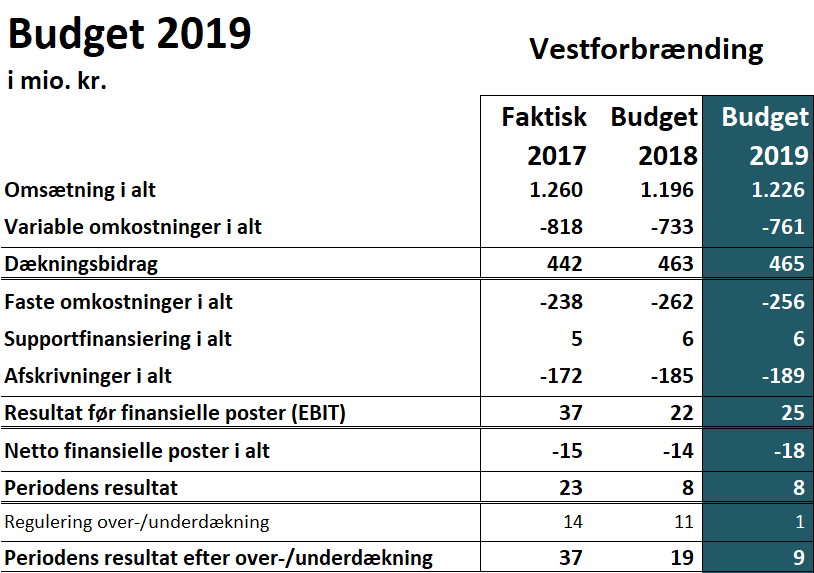 Budget 2019
i mio. kr.
Vestforbrænding
Faktisk Budget Budget
2017 2018 2019
Omsætning i alt 1.260 1.196 1.226
Variable omkostninger i alt -818 -733 -761
Dækningsbidrag 442 463 465
Faste omkostninger i alt -238 -262 -256
Supportfinansiering i alt 5 6 6
Afskrivninger i alt -172 -185 -189
Resultat før finansielle poster (EBIT) 37 22 25
Netto finansielle poster i alt -15 -14 -18
Periodens resultat 23 8 8
Regulering over-/underdækning 14 11 1
Periodens resultat efter over-/underdækning 37 19 9